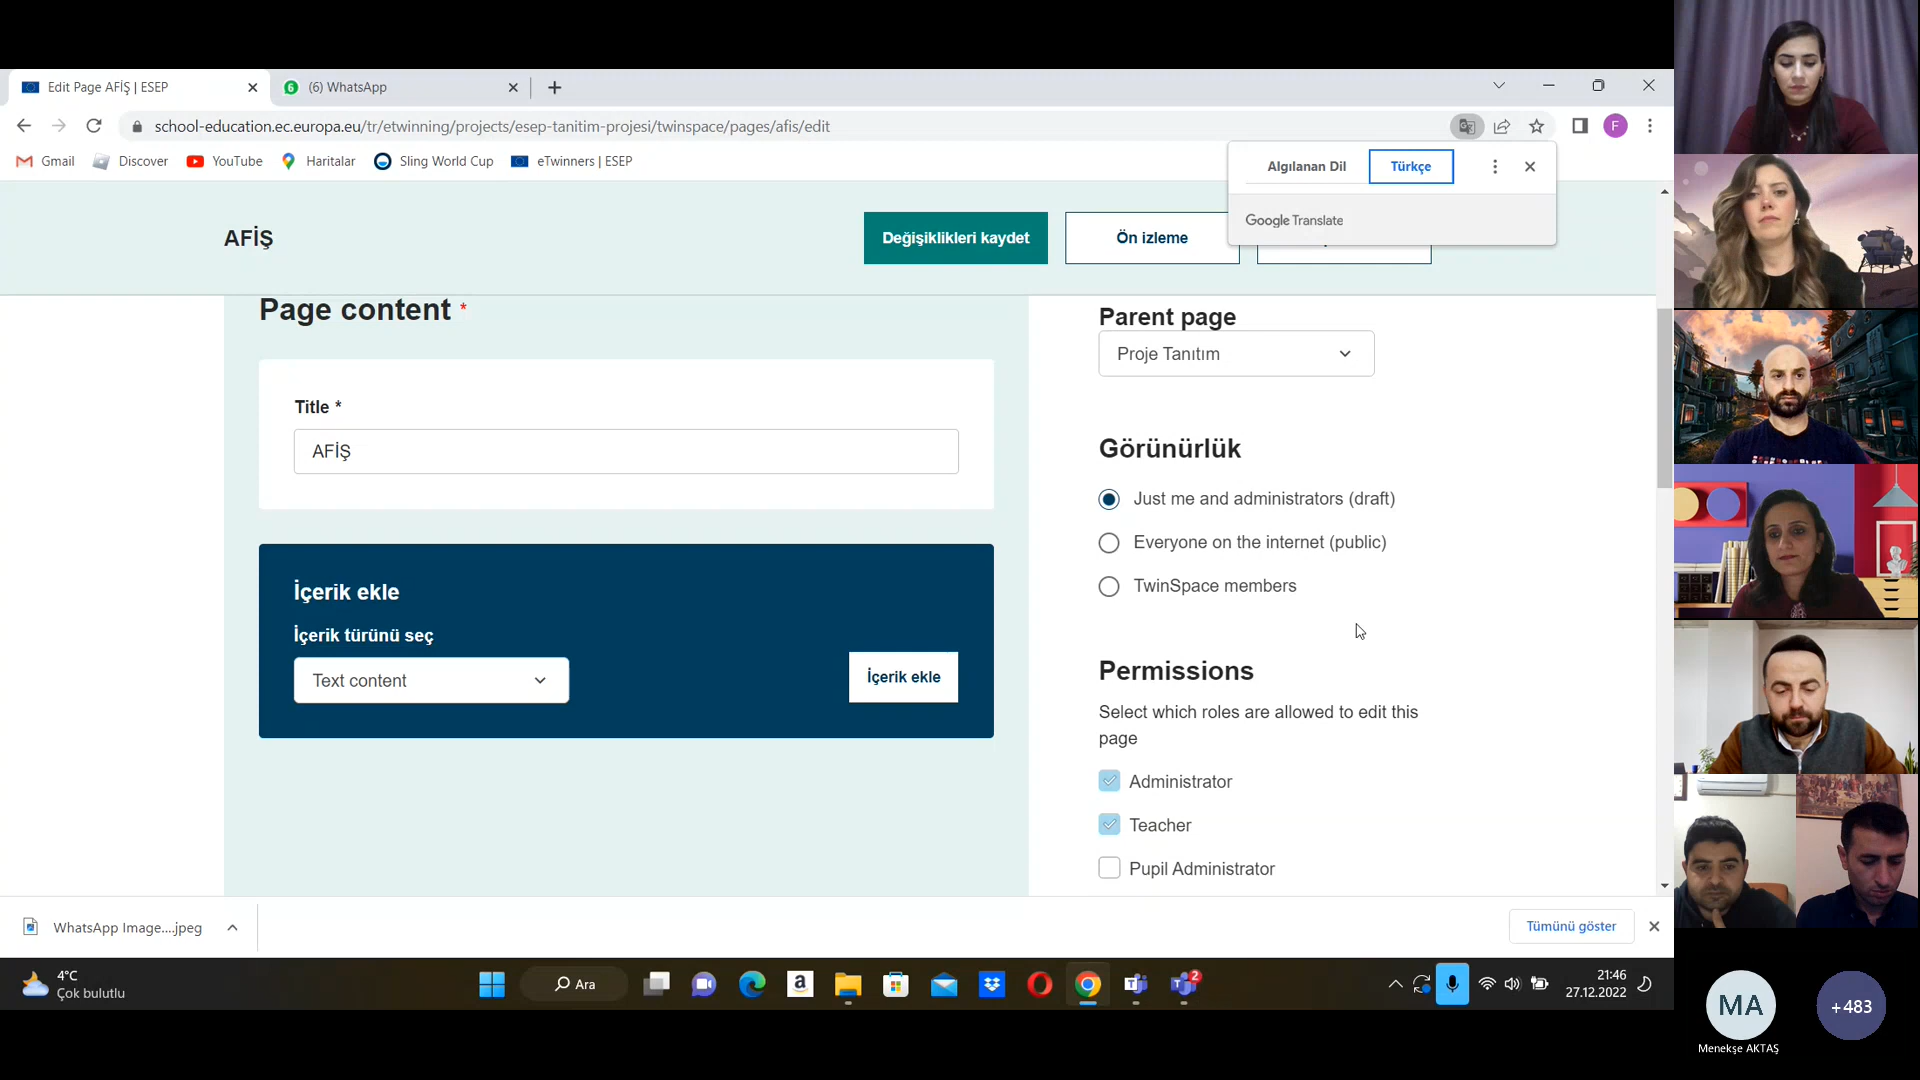 Edit Page AFİŞ | ESEP
(6) WhatsApp
school-education.ec.europa.eu/tr/etwinning/projects/esep-tanitim-projesi/twinspace/pages/afis/edit
F
Gmail
Discover
YouTube
Haritalar
Sling World Cup
eTwinners | ESEP
Algılanan Dil
Türkçe
Google Translate
AFİŞ
Değişiklikleri kaydet
Ön izleme
Page content *
Title *
AFİŞ
İçerik ekle
İçerik türünü seç
Text content
İçerik ekle
Parent page
Proje Tanıtım
Görünürlük
Just me and administrators (draft)
Everyone on the internet (public)
TwinSpace members
Permissions
Select which roles are allowed to edit this
page
Administrator
Teacher
Pupil Administrator
WhatsApp Image....jpeg
Tümünü göster
4°C
Çok bulutlu
Ara
a
2
21:46
27.12.2022
MA
Menekşe AKTAŞ
+483